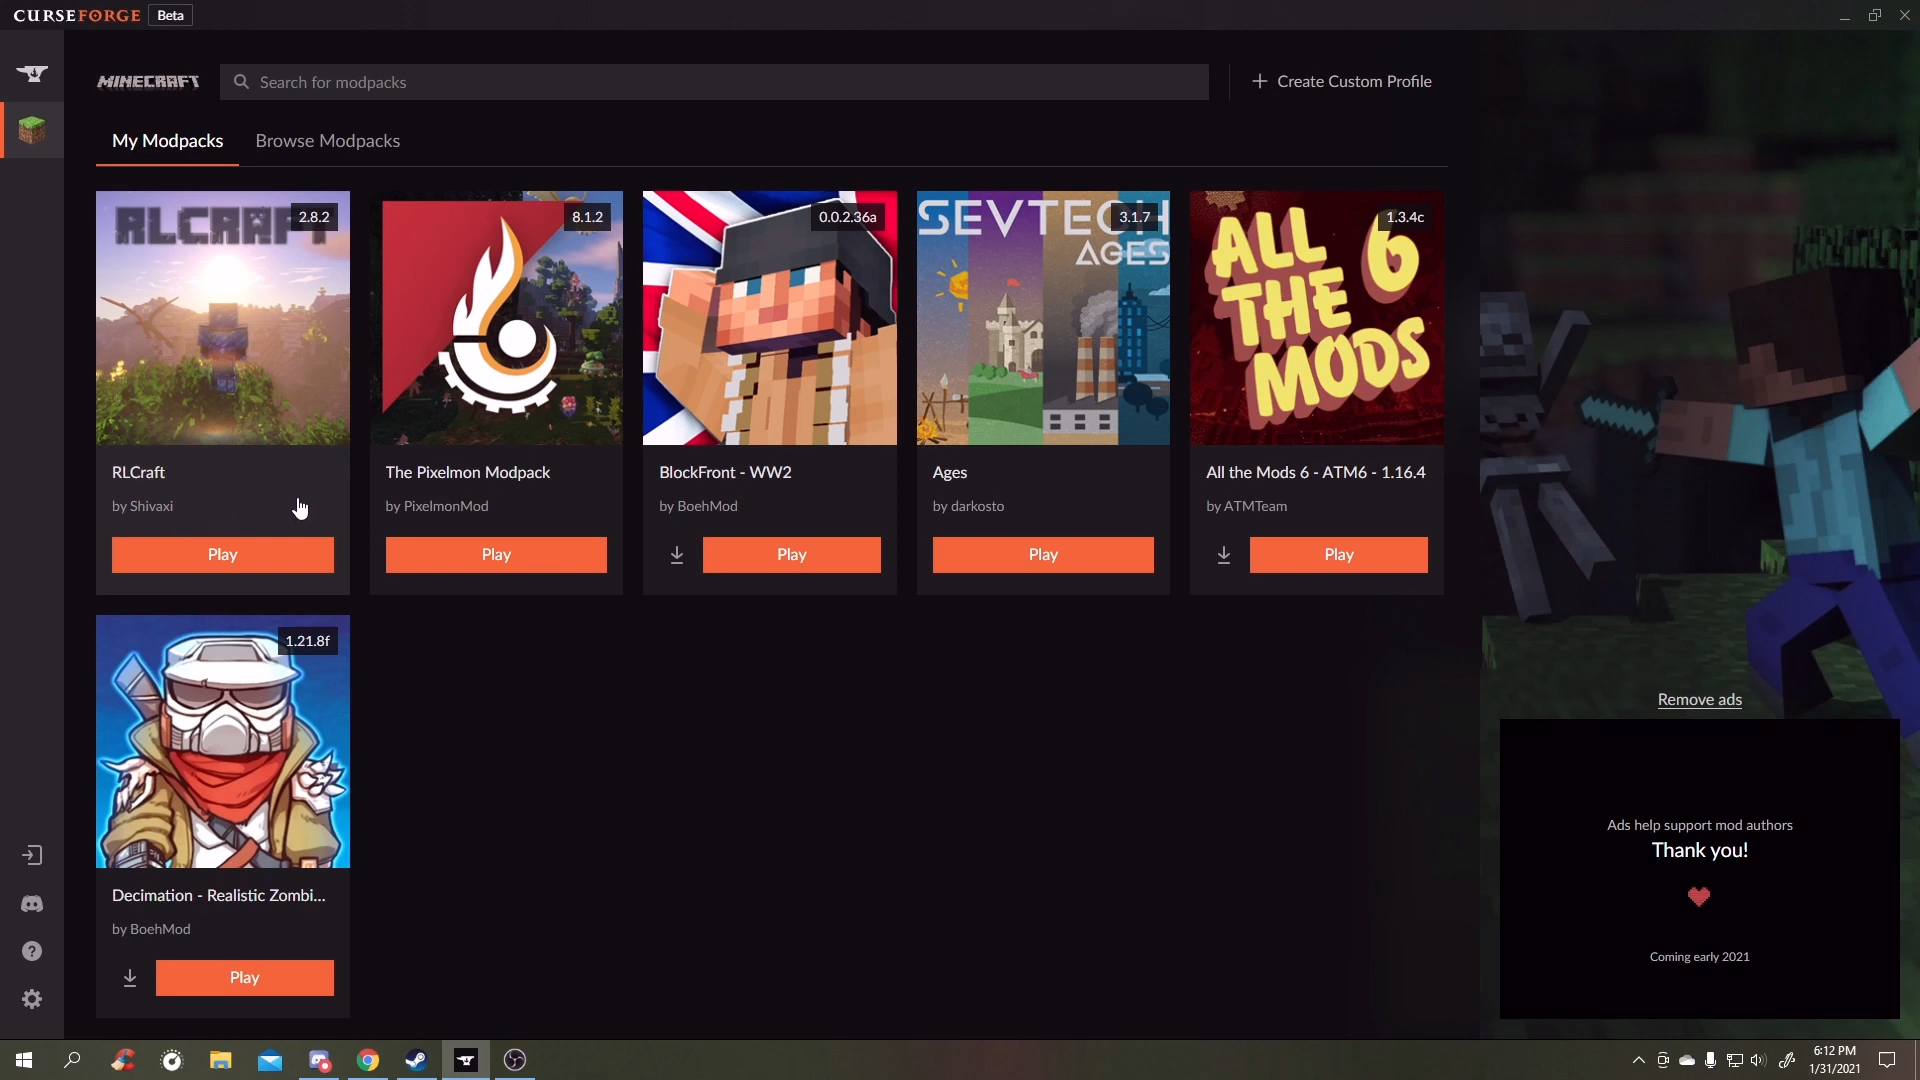 CURSEFORGE Beta
MINECRAFT
Search for modpacks
Create Custom Profile
My Modpacks
Browse Modpacks
RLCRAFT
2.8.2
8.1.2
0.0.2.36a
SEVTECH
AGES
3.1.7
ALL
THE 6
MODS
1.3.4c
RLCraft
by Shivaxi
Play
The Pixelmon Modpack
by PixelmonMod
Play
BlockFront - WW2
by BoehMod
Play
Ages
by darkosto
Play
All the Mods 6 - ATM6 - 1.16.4
by ATMTeam
Play
1.21.8f
Decimation - Realistic Zombi...
by BoehMod
Play
Remove ads
Ads help support mod authors
Thank you!
Coming early 2021
6:12 PM
1/31/2021